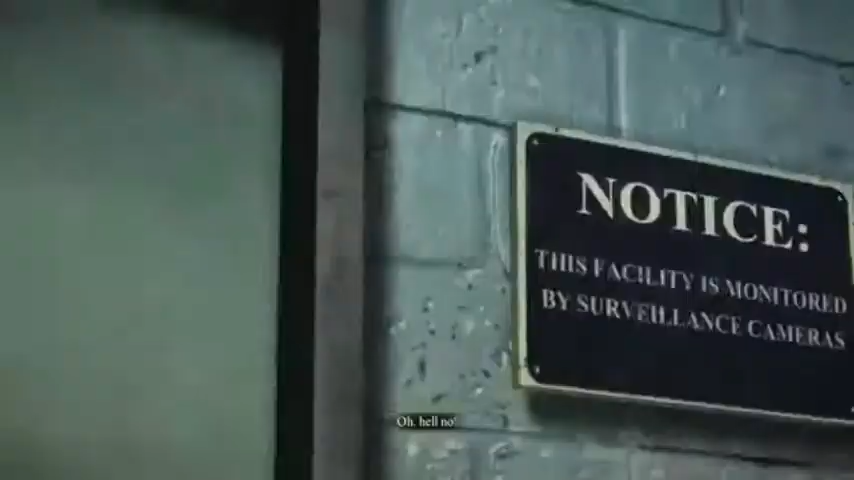 NOTICE:
THIS FACILITY IS MONITORED
BY SURVEILLANCE CAMERAS
Oh, hell no!